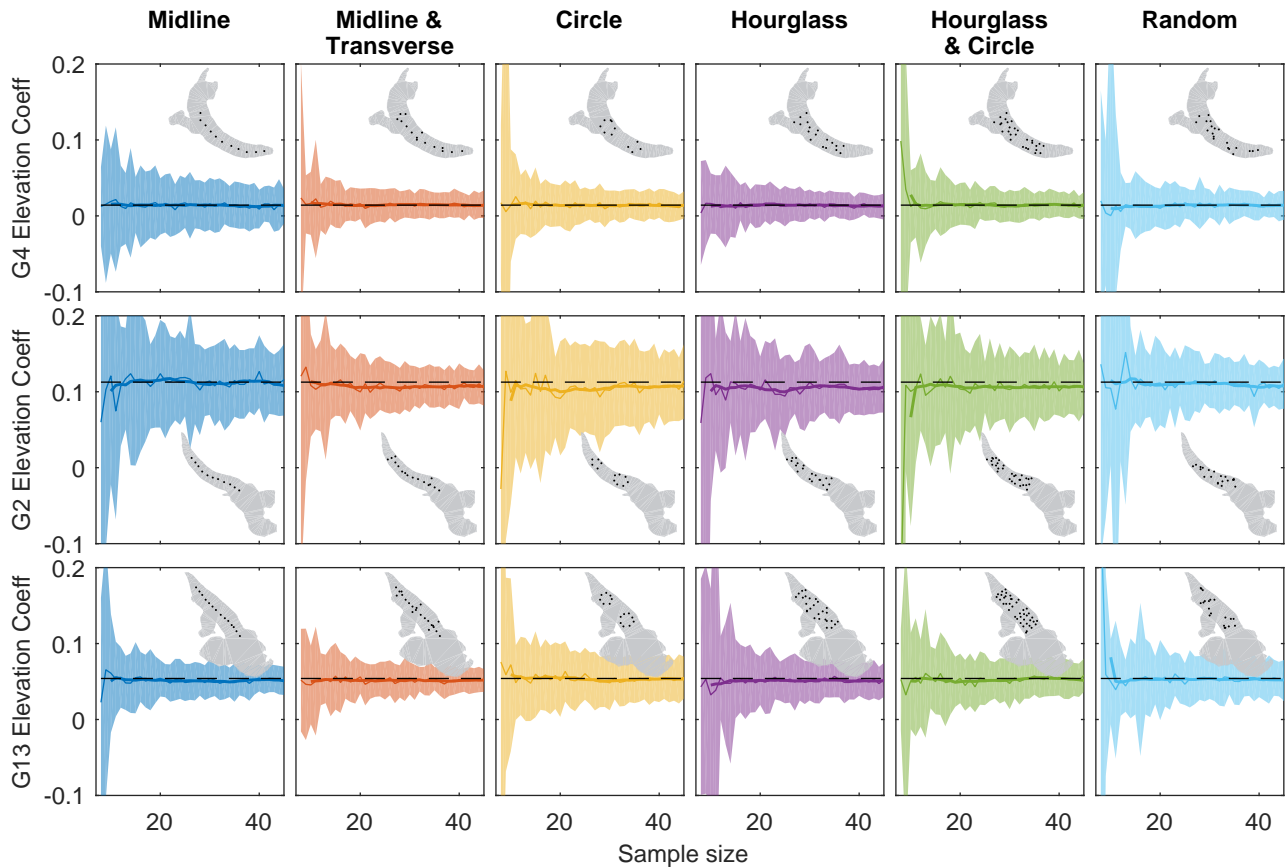 Midline
Midline &
Transverse
Circle
Hourglass
Hourglass
& Circle
Random
G4 Elevation Coeff
0.2
0.1
0
-0.1
G2 Elevation Coeff
0.2
0.1
0
-0.1
G13 Elevation Coeff
0.2
0.1
0
-0.1
20 40 20 40 20 40 20 40 20 40 20 40
Sample size